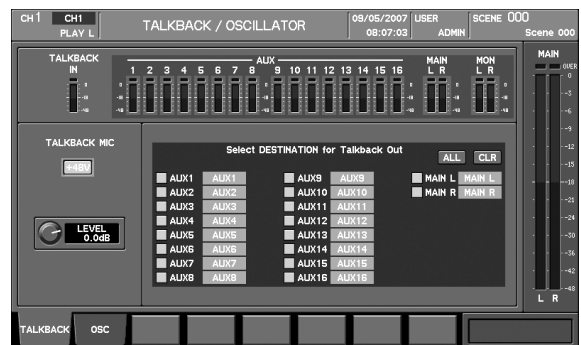 CH 1 CH1 TALKBACK / OSCILLATOR 09/05/2007 USER SCENE 000
PLAY L 08:07:03 ADMIN Scene 000
TALKBACK IN
AUX
1 2 3 4 5 6 7 8 9 10 11 12 13 14 15 16
MAIN
L R
MON
L R
MAIN
OVER
0
-3
-6
-9
-12
-15
-18
-21
-24
-30
-36
-42
-48
L R
TALKBACK MIC
+48V
LEVEL
0.0dB
Select DESTINATION for Talkback Out
ALL CLR
AUX1 AUX1 AUX9 AUX9 MAIN L MAIN L
AUX2 AUX2 AUX10 AUX10 MAIN R MAIN R
AUX3 AUX3 AUX11 AUX11
AUX4 AUX4 AUX12 AUX12
AUX5 AUX5 AUX13 AUX13
AUX6 AUX6 AUX14 AUX14
AUX7 AUX7 AUX15 AUX15
AUX8 AUX8 AUX16 AUX16
TALKBACK OSC